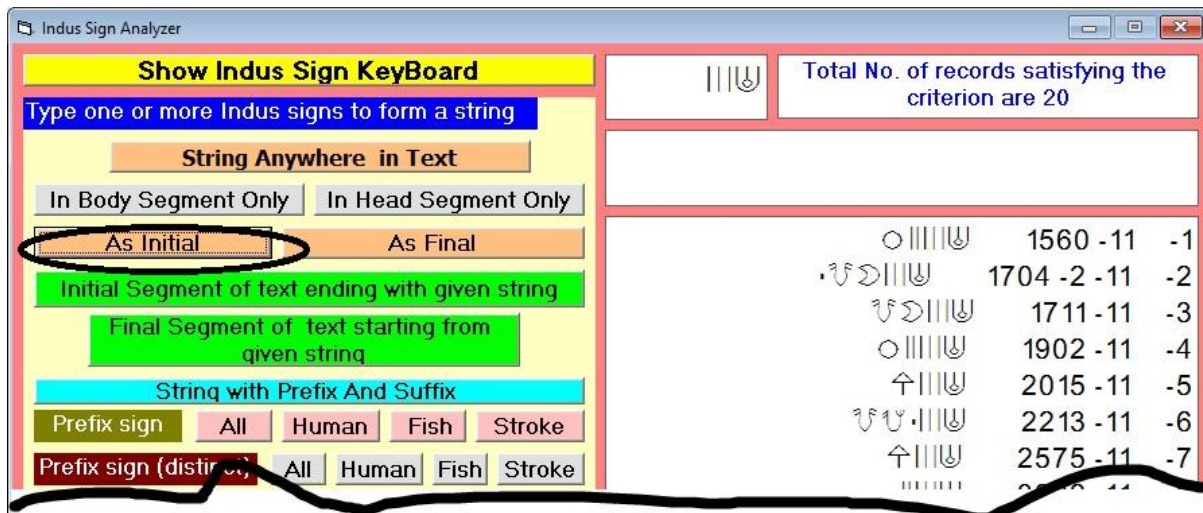 Indus Sign Analyzer
Show Indus Sign KeyBoard
Type one or more Indus signs to form a string
String Anywhere in Text
In Body Segment Only In Head Segment Only
As Initial As Final
Initial Segment of text ending with given string
Final Segment of text starting from
given string
String with Prefix And Suffix
Prefix sign All Human Fish Stroke
Prefix sign (distinct) All Human Fish Stroke
Total No. of records satisfying the
criterion are 20
1560 -11 -1
1704 -2 -11 -2
1711 -11 -3
1902 -11 -4
2015 -11 -5
2213 -11 -6
2575 -11 -7